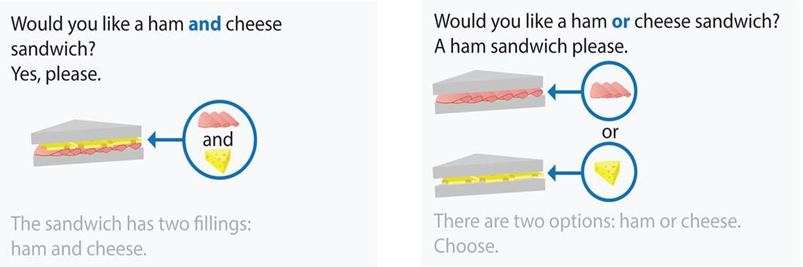 Would you like a ham and cheese
sandwich?
Yes, please.
and
The sandwich has two fillings:
ham and cheese.
Would you like a ham or cheese sandwich?
A ham sandwich please.
or
There are two options: ham or cheese.
Choose.